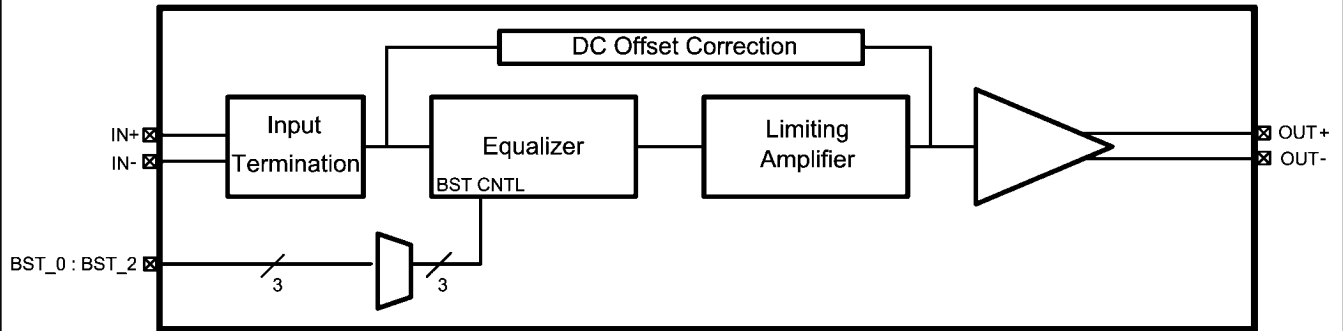 DC Offset Correction
IN+
IN-
Input
Termination
Equalizer
BST CNTL
Limiting
Amplifier
OUT+
OUT-
BST_0 : BST_2
3
3